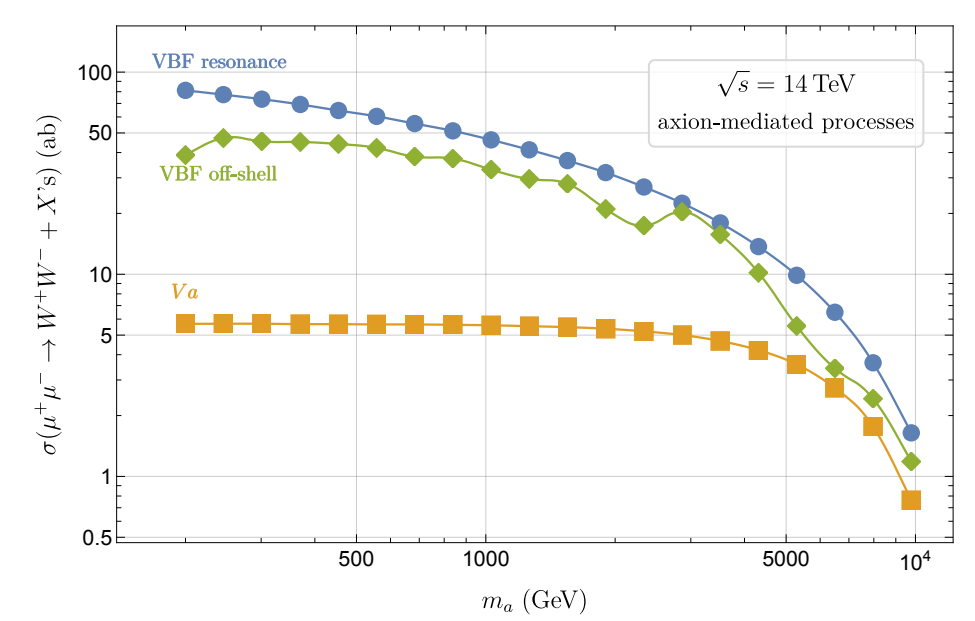 σ(μ⁺μ⁻ → W⁺W⁻ + X's) (ab)
100
50
10
5
1
0.5
VBF resonance
VBF off-shell
Va
√s = 14 TeV
axion-mediated processes
500 1000 5000 10⁴
mₐ (GeV)